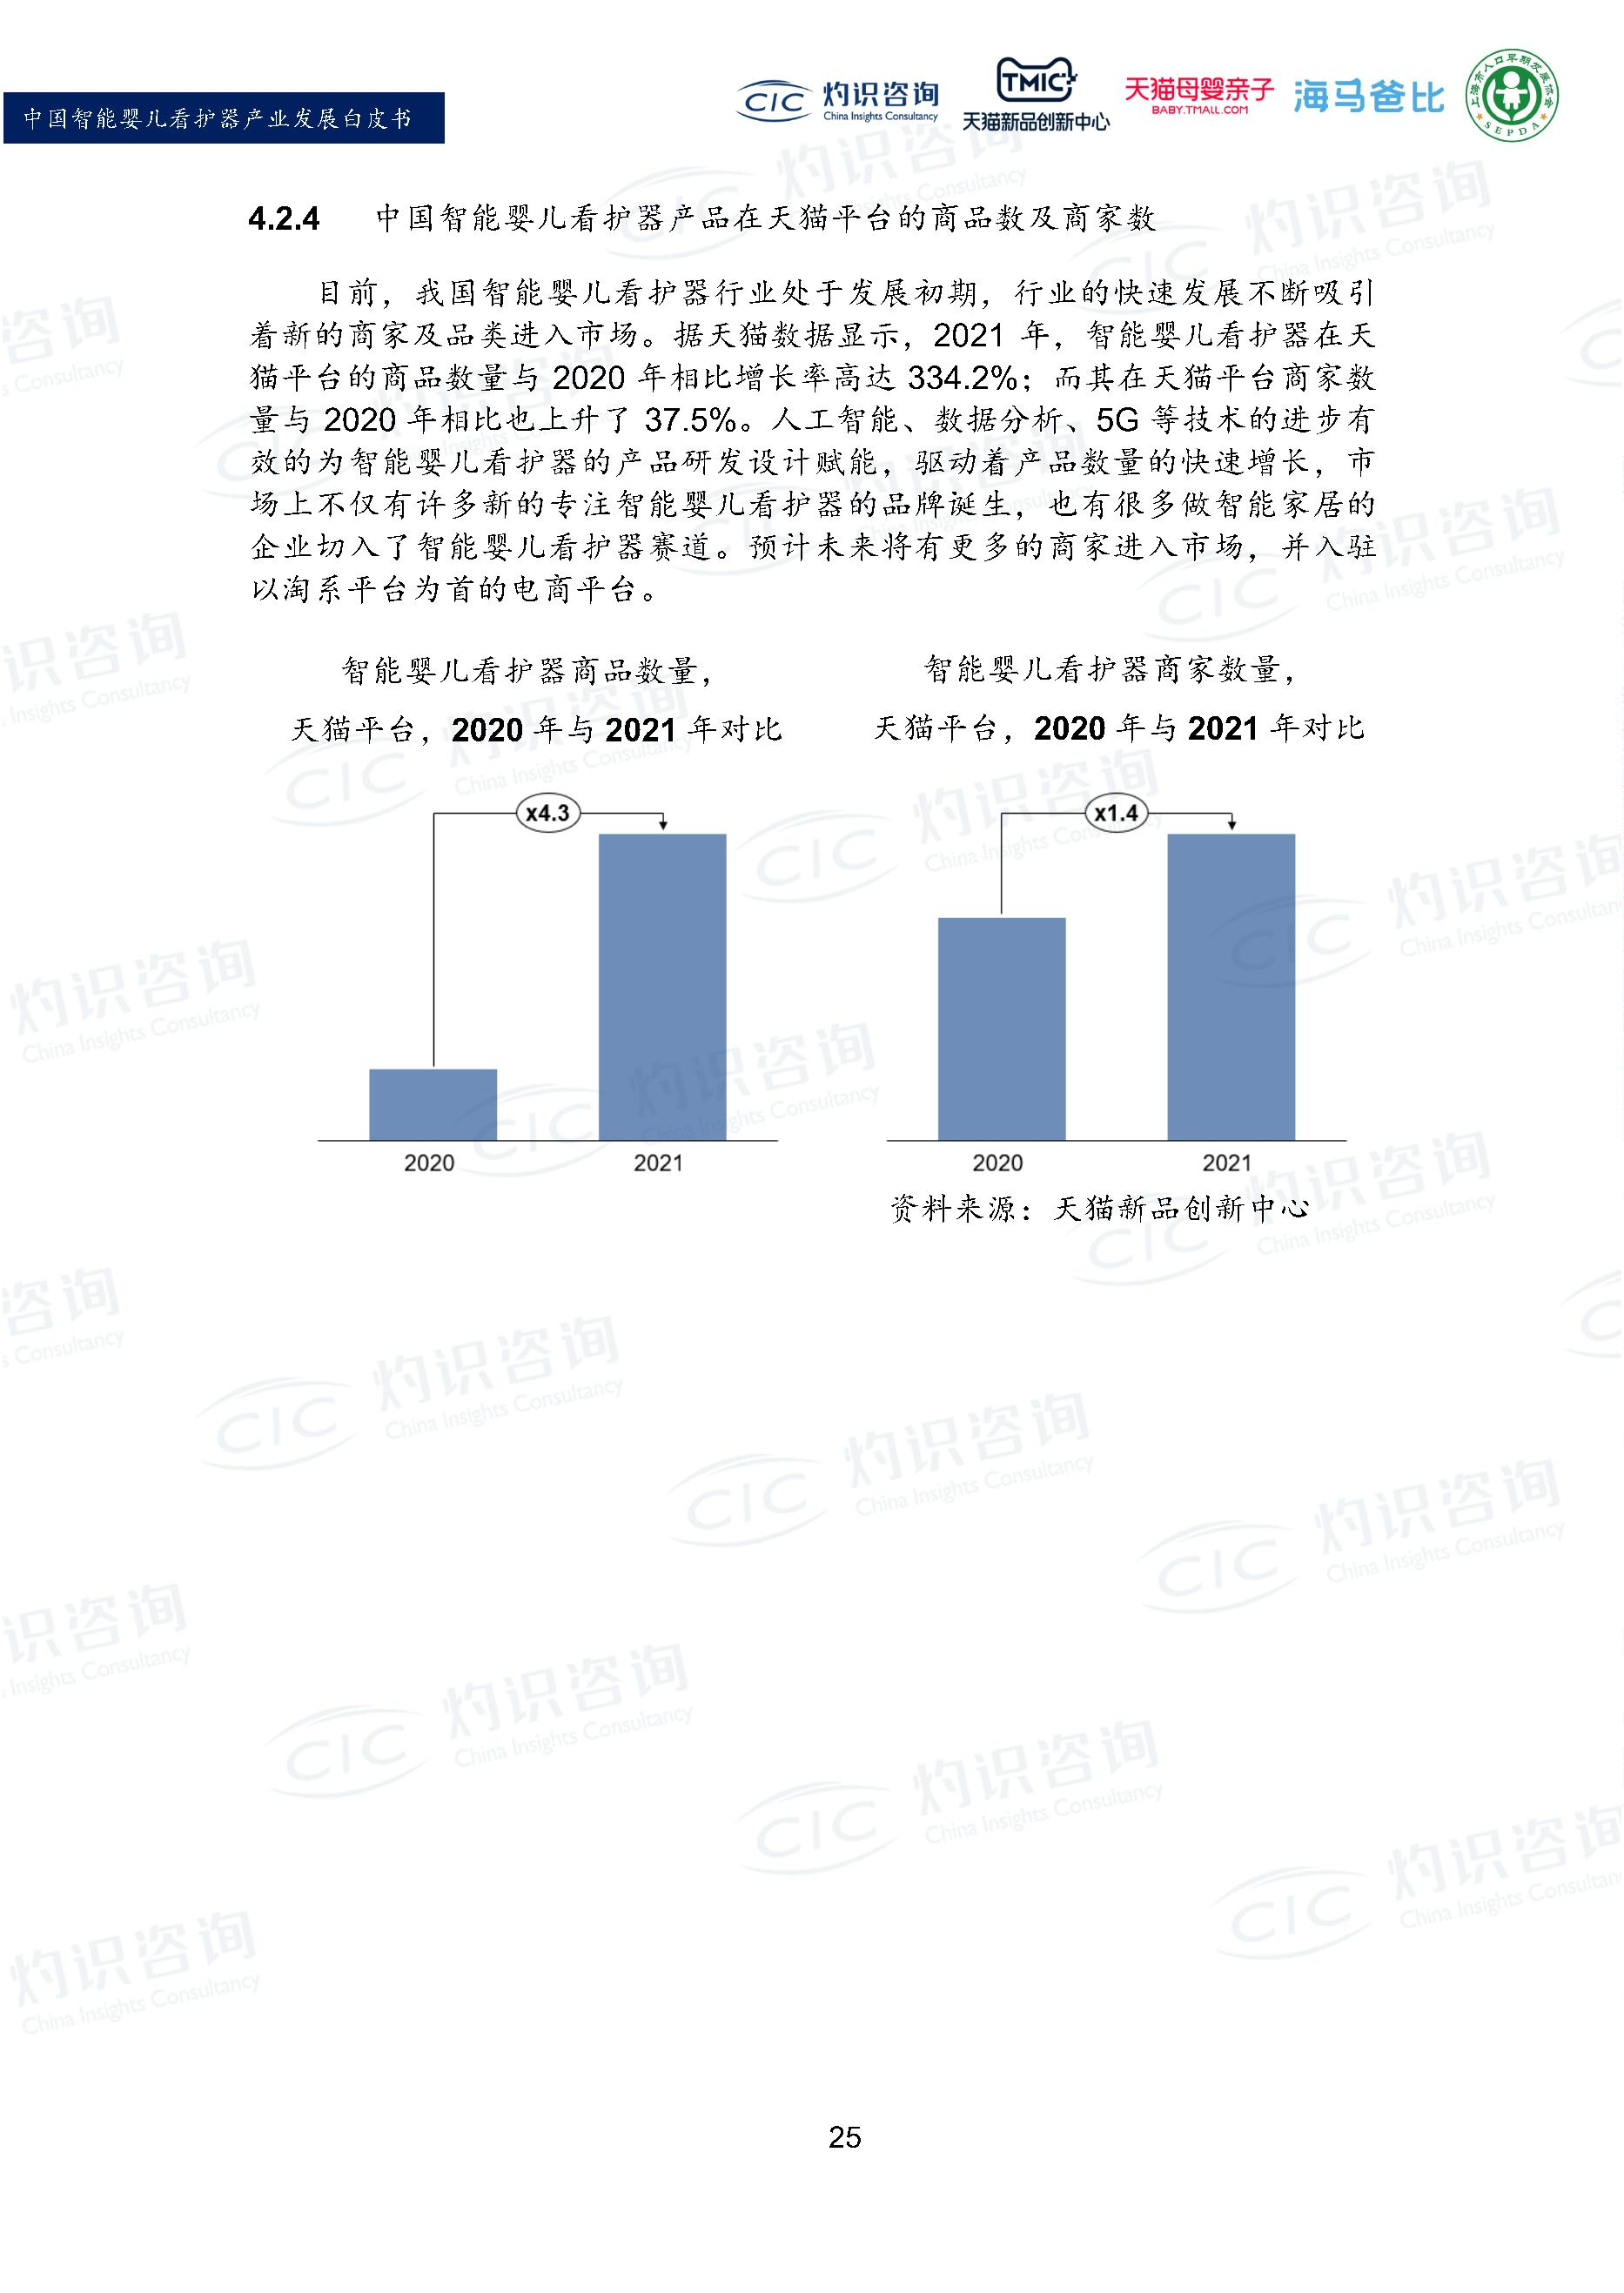 中国智能婴儿看护器产业发展白皮书
CIC 灼识咨询
China Insights Consultancy
TMIC
天猫新品创新中心
天猫母婴亲子
BABY.TMALL.COM
海马爸比
上海市人口早期发展协会
SEPDA
4.2.4 中国智能婴儿看护器产品在天猫平台的商品数及商家数
目前，我国智能婴儿看护器行业处于发展初期，行业的快速发展不断吸引
着新的商家及品类进入市场。据天猫数据显示，2021 年，智能婴儿看护器在天
猫平台的商品数量与 2020 年相比增长率高达 334.2%；而其在天猫平台商家数
量与 2020 年相比也上升了 37.5%。人工智能、数据分析、5G 等技术的进步有
效的为智能婴儿看护器的产品研发设计赋能，驱动着产品数量的快速增长，市
场上不仅有许多新的专注智能婴儿看护器的品牌诞生，也有很多做智能家居的
企业切入了智能婴儿看护器赛道。预计未来将有更多的商家进入市场，并入驻
以淘系平台为首的电商平台。
智能婴儿看护器商品数量，
天猫平台，2020 年与 2021 年对比
x4.3
2020 2021
智能婴儿看护器商家数量，
天猫平台，2020 年与 2021 年对比
x1.4
2020 2021
资料来源：天猫新品创新中心
25